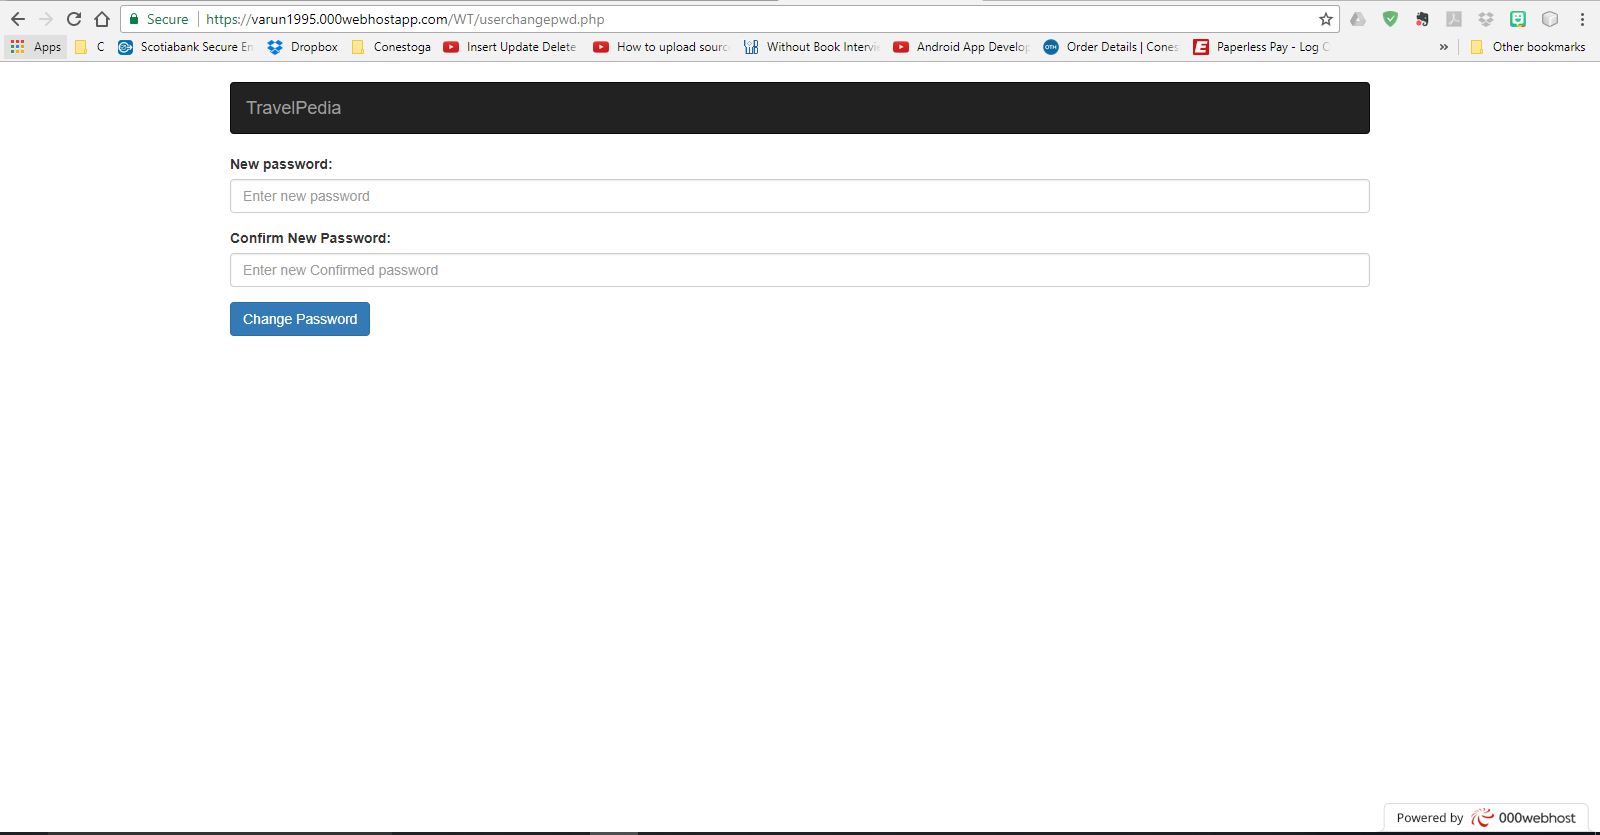 Secure https://varun1995.000webhostapp.com/WT/userchangepwd.php
Apps C Scotiabank Secure En Dropbox Conestoga Insert Update Delete How to upload sourc Without Book Intervi Android App Develop Order Details | Cones Paperless Pay - Log O » Other bookmarks
TravelPedia
New password:
Enter new password
Confirm New Password:
Enter new Confirmed password
Change Password
Powered by 000webhost